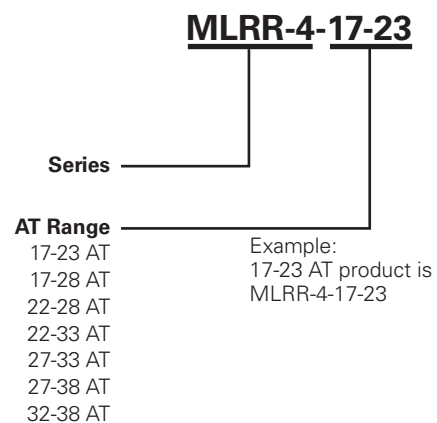 MLRR-4-17-23
Series
AT Range
17-23 AT
17-28 AT
22-28 AT
22-33 AT
27-33 AT
27-38 AT
32-38 AT
Example:
17-23 AT product is
MLRR-4-17-23